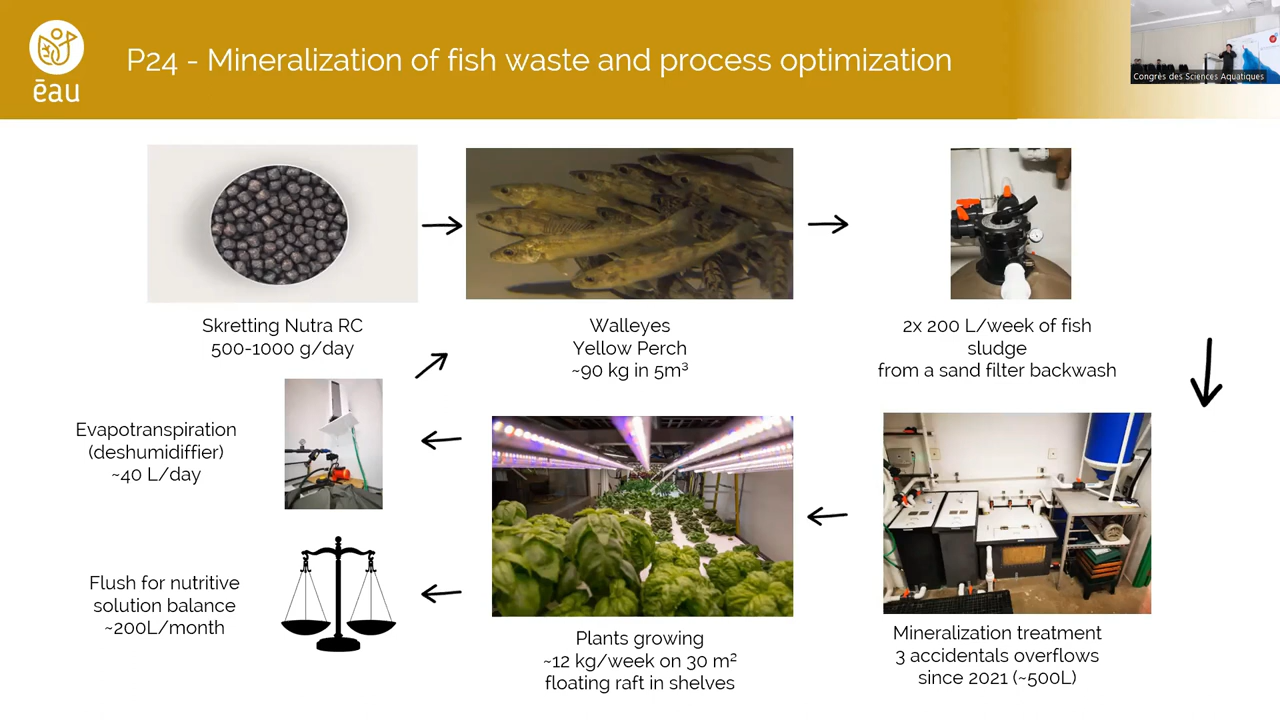 P24 - Mineralization of fish waste and process optimization
ēau
Congrès des Sciences Aquatiques
Skretting Nutra RC
500-1000 g/day
Walleyes
Yellow Perch
~90 kg in 5m³
2x 200 L/week of fish
sludge
from a sand filter backwash
Evapotranspiration
(deshumidiffier)
~40 L/day
Flush for nutritive
solution balance
~200L/month
Plants growing
~12 kg/week on 30 m²
floating raft in shelves
Mineralization treatment
3 accidentals overflows
since 2021 (~500L)